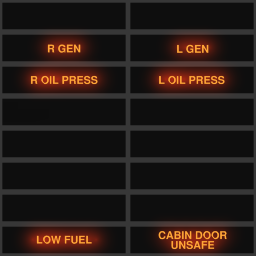 R GEN
L GEN
R OIL PRESS
L OIL PRESS
LOW FUEL
CABIN DOOR
UNSAFE